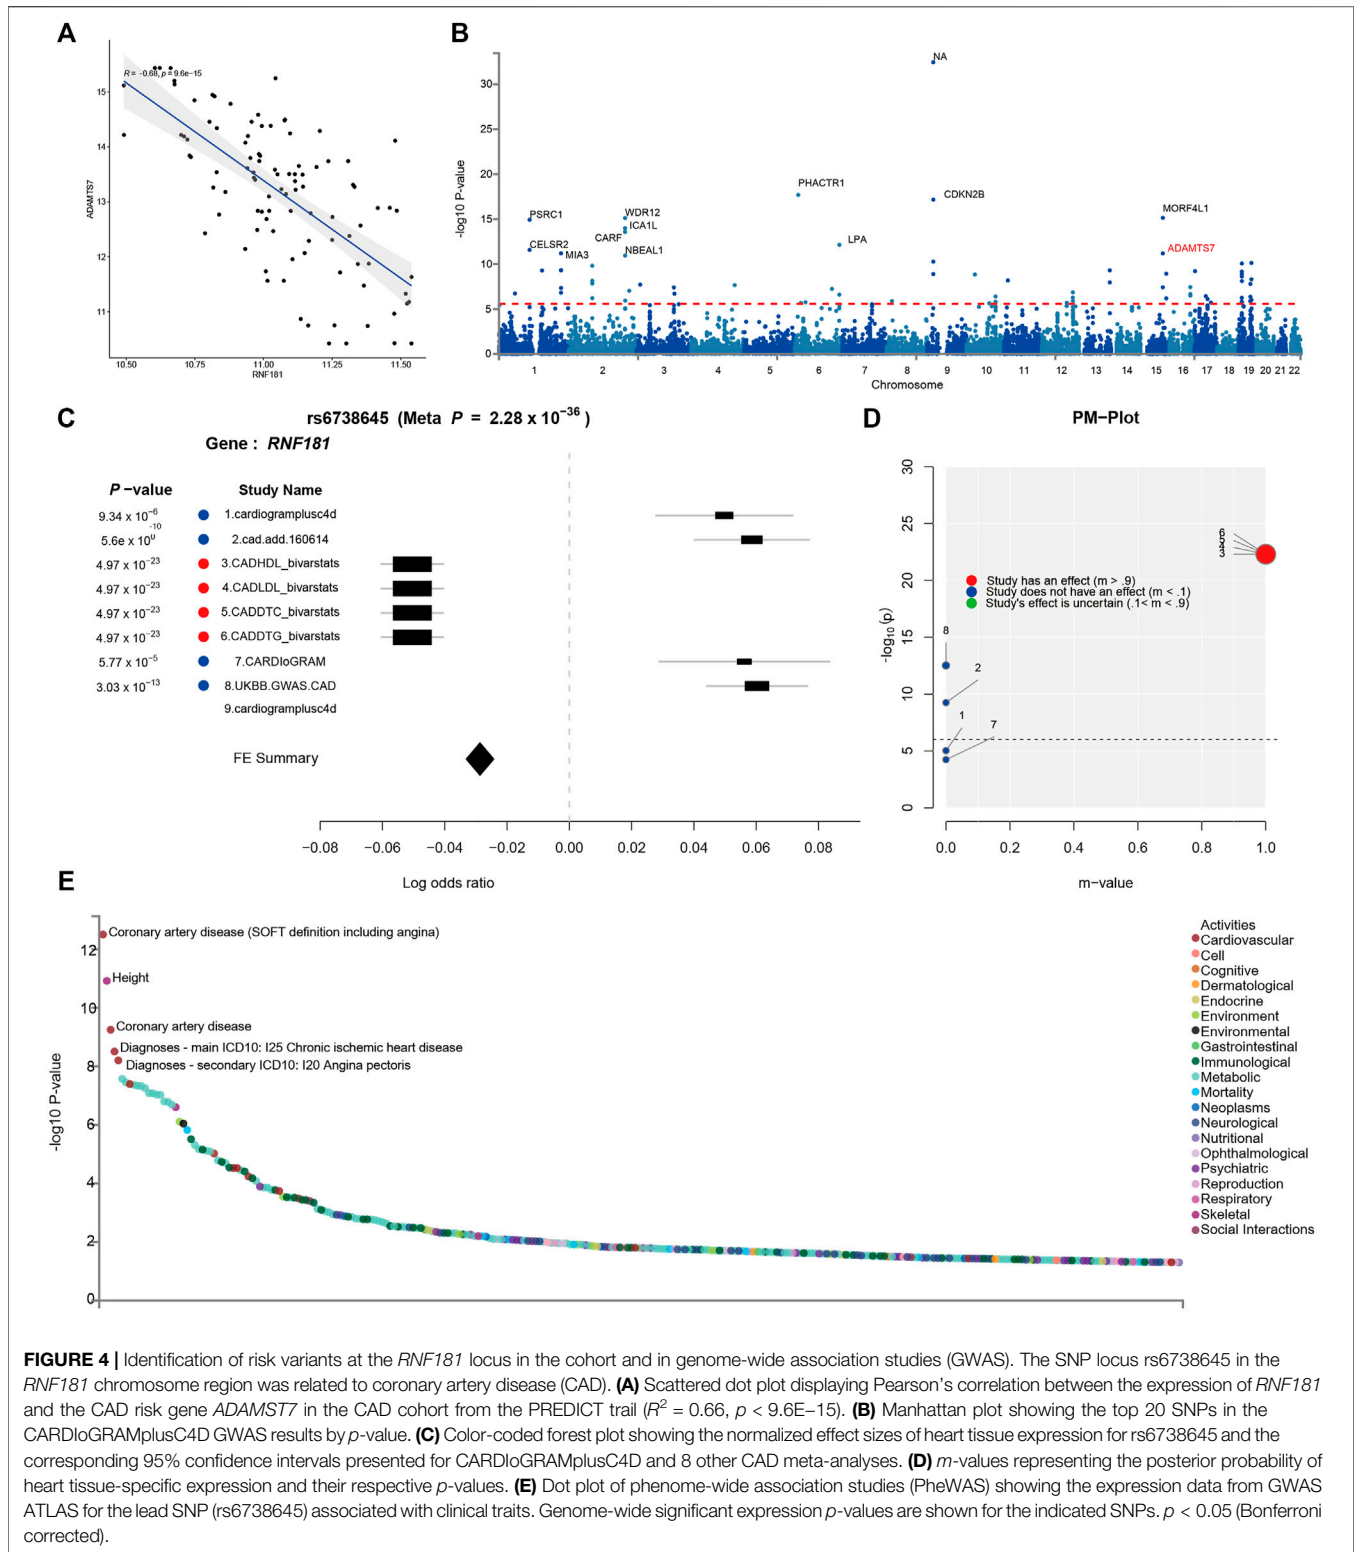 A
R = -0.68, p = 9.6e-15
15
14
13
12
11
ADAMTS7
10.50 10.75 11.00 11.25 11.50
RNF181
B
30
25
20
15
10
5
0
-log10 P-value
NA
PHACTR1
CDKN2B
PSRC1
WDR12
ICA1L
CARF
MORF4L1
CELSR2
MIA3
NBEAL1
LPA
ADAMTS7
1 2 3 4 5 6 7 8 9 10 11 12 13 14 15 16 17 18 19 20 21 22
Chromosome
C
rs6738645 (Meta P = 2.28 x 10−36 )
Gene : RNF181
P −value Study Name
9.34 x 10−6 1.cardiogramplusc4d
-10
5.6e x 100 2.cad.add.160614
4.97 x 10−23 3.CADHDL_bivarstats
4.97 x 10−23 4.CADLDL_bivarstats
4.97 x 10−23 5.CADDTC_bivarstats
4.97 x 10−23 6.CADDTG_bivarstats
5.77 x 10−5 7.CARDIoGRAM
3.03 x 10−13 8.UKBB.GWAS.CAD
9.cardiogramplusc4d
FE Summary
−0.08 −0.06 −0.04 −0.02 0.00 0.02 0.04 0.06 0.08
Log odds ratio
D
PM−Plot
30
25
20
15
10
5
0
-log10(p)
6
5
4
3
Study has an effect (m > .9)
Study does not have an effect (m < .1)
Study's effect is uncertain (.1< m < .9)
8
2
1
7
0.0 0.2 0.4 0.6 0.8 1.0
m−value
E
12
10
8
6
4
2
0
-log10 P-value
Coronary artery disease (SOFT definition including angina)
Height
Coronary artery disease
Diagnoses - main ICD10: I25 Chronic ischemic heart disease
Diagnoses - secondary ICD10: I20 Angina pectoris
Activities
Cardiovascular
Cell
Cognitive
Dermatological
Endocrine
Environment
Environmental
Gastrointestinal
Immunological
Metabolic
Mortality
Neoplasms
Neurological
Nutritional
Ophthalmological
Psychiatric
Reproduction
Respiratory
Skeletal
Social Interactions
FIGURE 4 | Identification of risk variants at the RNF181 locus in the cohort and in genome-wide association studies (GWAS). The SNP locus rs6738645 in the
RNF181 chromosome region was related to coronary artery disease (CAD). (A) Scattered dot plot displaying Pearson's correlation between the expression of RNF181
and the CAD risk gene ADAMST7 in the CAD cohort from the PREDICT trail (R2 = 0.66, p < 9.6E−15). (B) Manhattan plot showing the top 20 SNPs in the
CARDIoGRAMplusC4D GWAS results by p-value. (C) Color-coded forest plot showing the normalized effect sizes of heart tissue expression for rs6738645 and the
corresponding 95% confidence intervals presented for CARDIoGRAMplusC4D and 8 other CAD meta-analyses. (D) m-values representing the posterior probability of
heart tissue-specific expression and their respective p-values. (E) Dot plot of phenome-wide association studies (PheWAS) showing the expression data from GWAS
ATLAS for the lead SNP (rs6738645) associated with clinical traits. Genome-wide significant expression p-values are shown for the indicated SNPs. p < 0.05 (Bonferroni
corrected).